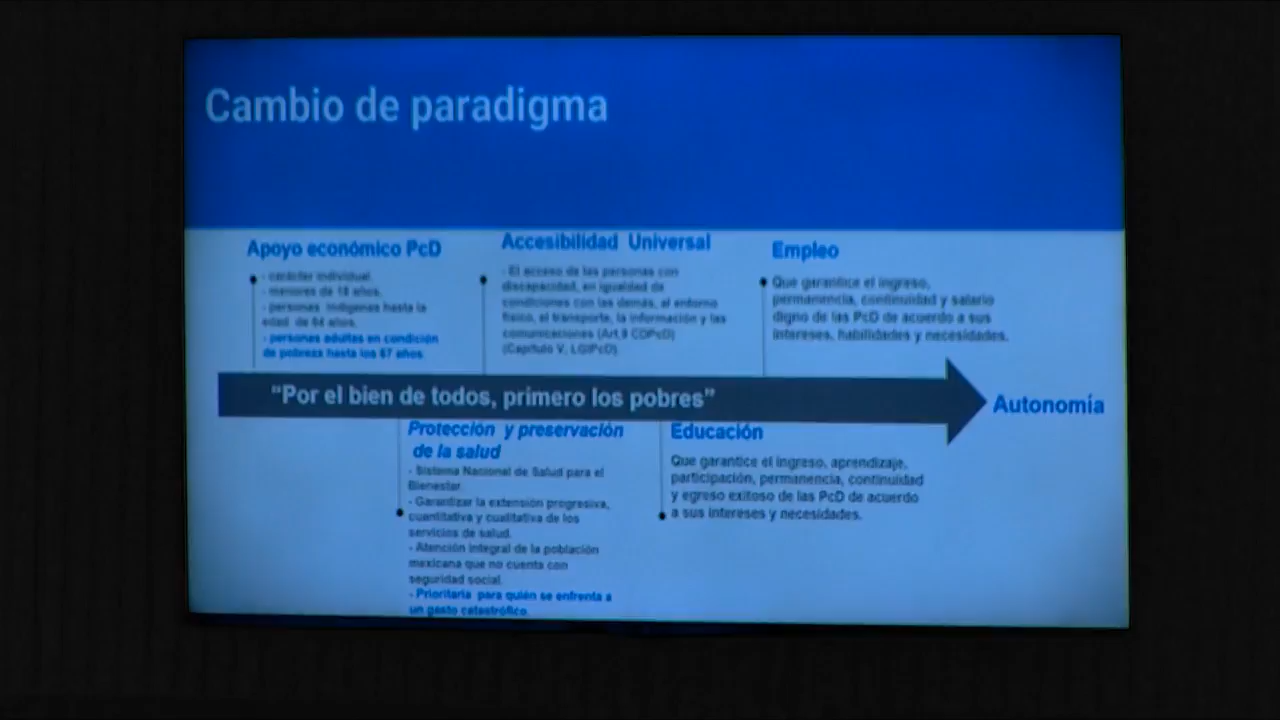 Cambio de paradigma
Apoyo económico PcD
- carácter individual.
- menores de 18 años.
- personas indígenas hasta la
edad de 64 años.
- personas adultas en condición
de pobreza hasta los 67 años
Accesibilidad Universal
- El acceso de las personas con
discapacidad, en igualdad de
condiciones con las demás, al entorno
físico, el transporte, la información y las
comunicaciones (Art.9 CDPcD)
(Capítulo V, LGIPcD)
Empleo
Que garantice el ingreso,
permanencia, continuidad y salario
digno de las PcD de acuerdo a sus
intereses, habilidades y necesidades.
“Por el bien de todos, primero los pobres”
Autonomía
Protección y preservación
de la salud
- Sistema Nacional de Salud para el
Bienestar.
- Garantizar la extensión progresiva,
cuantitativa y cualitativa de los
servicios de salud.
- Atención integral de la población
mexicana que no cuenta con
seguridad social.
- Prioritaria para quién se enfrenta a
un gasto catastrófico.
Educación
Que garantice el ingreso, aprendizaje,
participación, permanencia, continuidad
y egreso exitoso de las PcD de acuerdo
a sus intereses y necesidades.